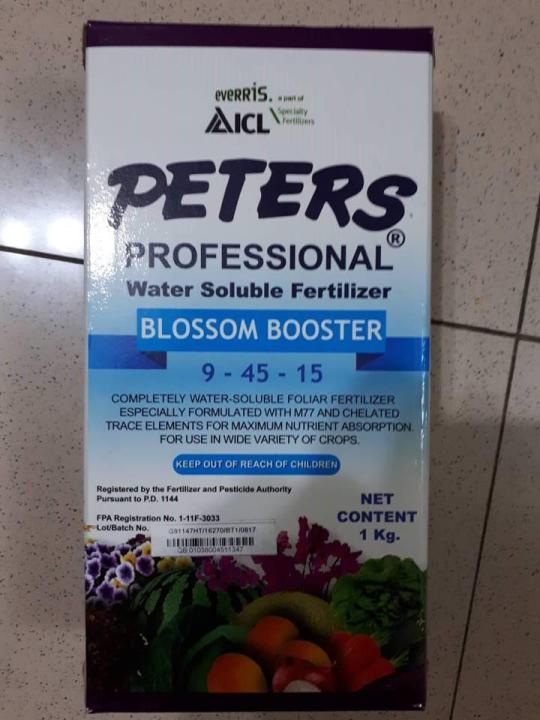 everris. a part of
ICL Specialty
Fertilizers
PETERS®
PROFESSIONAL
Water Soluble Fertilizer
BLOSSOM BOOSTER
9 - 45 - 15
COMPLETELY WATER-SOLUBLE FOLIAR FERTILIZER
ESPECIALLY FORMULATED WITH M77 AND CHELATED
TRACE ELEMENTS FOR MAXIMUM NUTRIENT ABSORPTION.
FOR USE IN WIDE VARIETY OF CROPS.
KEEP OUT OF REACH OF CHILDREN
Registered by the Fertilizer and Pesticide Authority
Pursuant to P.D. 1144
NET
CONTENT
1 Kg.
FPA Registration No. 1-11F-3033
Lot/Batch No.